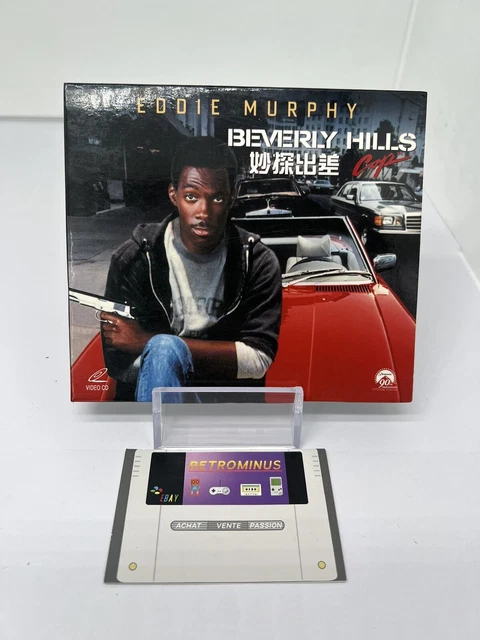 EDDIE MURPHY
BEVERLY HILLS
妙探出差 Cop
VIDEO CD
90
RETROMINUS
EBAY
ACHAT VENTE PASSION